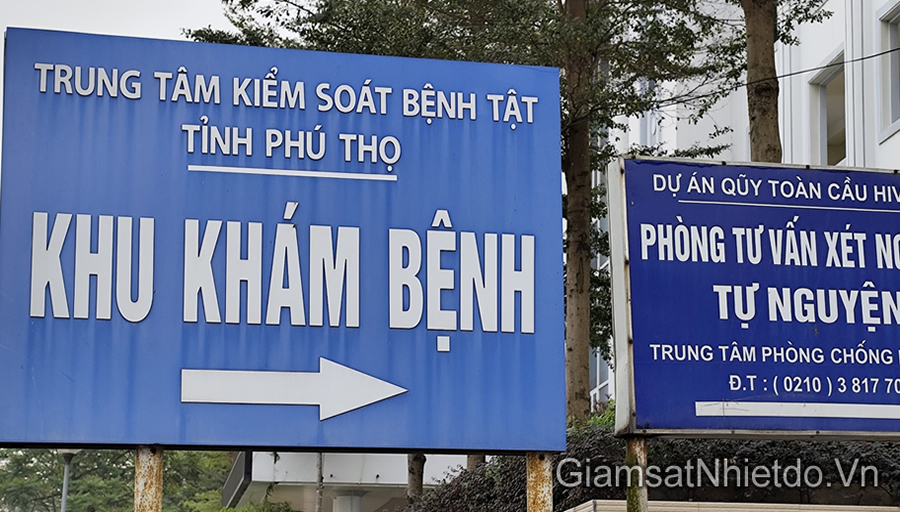 TRUNG TÂM KIỂM SOÁT BỆNH TẬT
TỈNH PHÚ THỌ
KHU KHÁM BỆNH
DỰ ÁN QŨY TOÀN CẦU HIV
PHÒNG TƯ VẤN XÉT
TỰ NGUYỆN
TRUNG TÂM PHÒNG CHỐNG
Đ.T : ( 0210 ) 3 817 70
GiamsatNhietdo.Vn